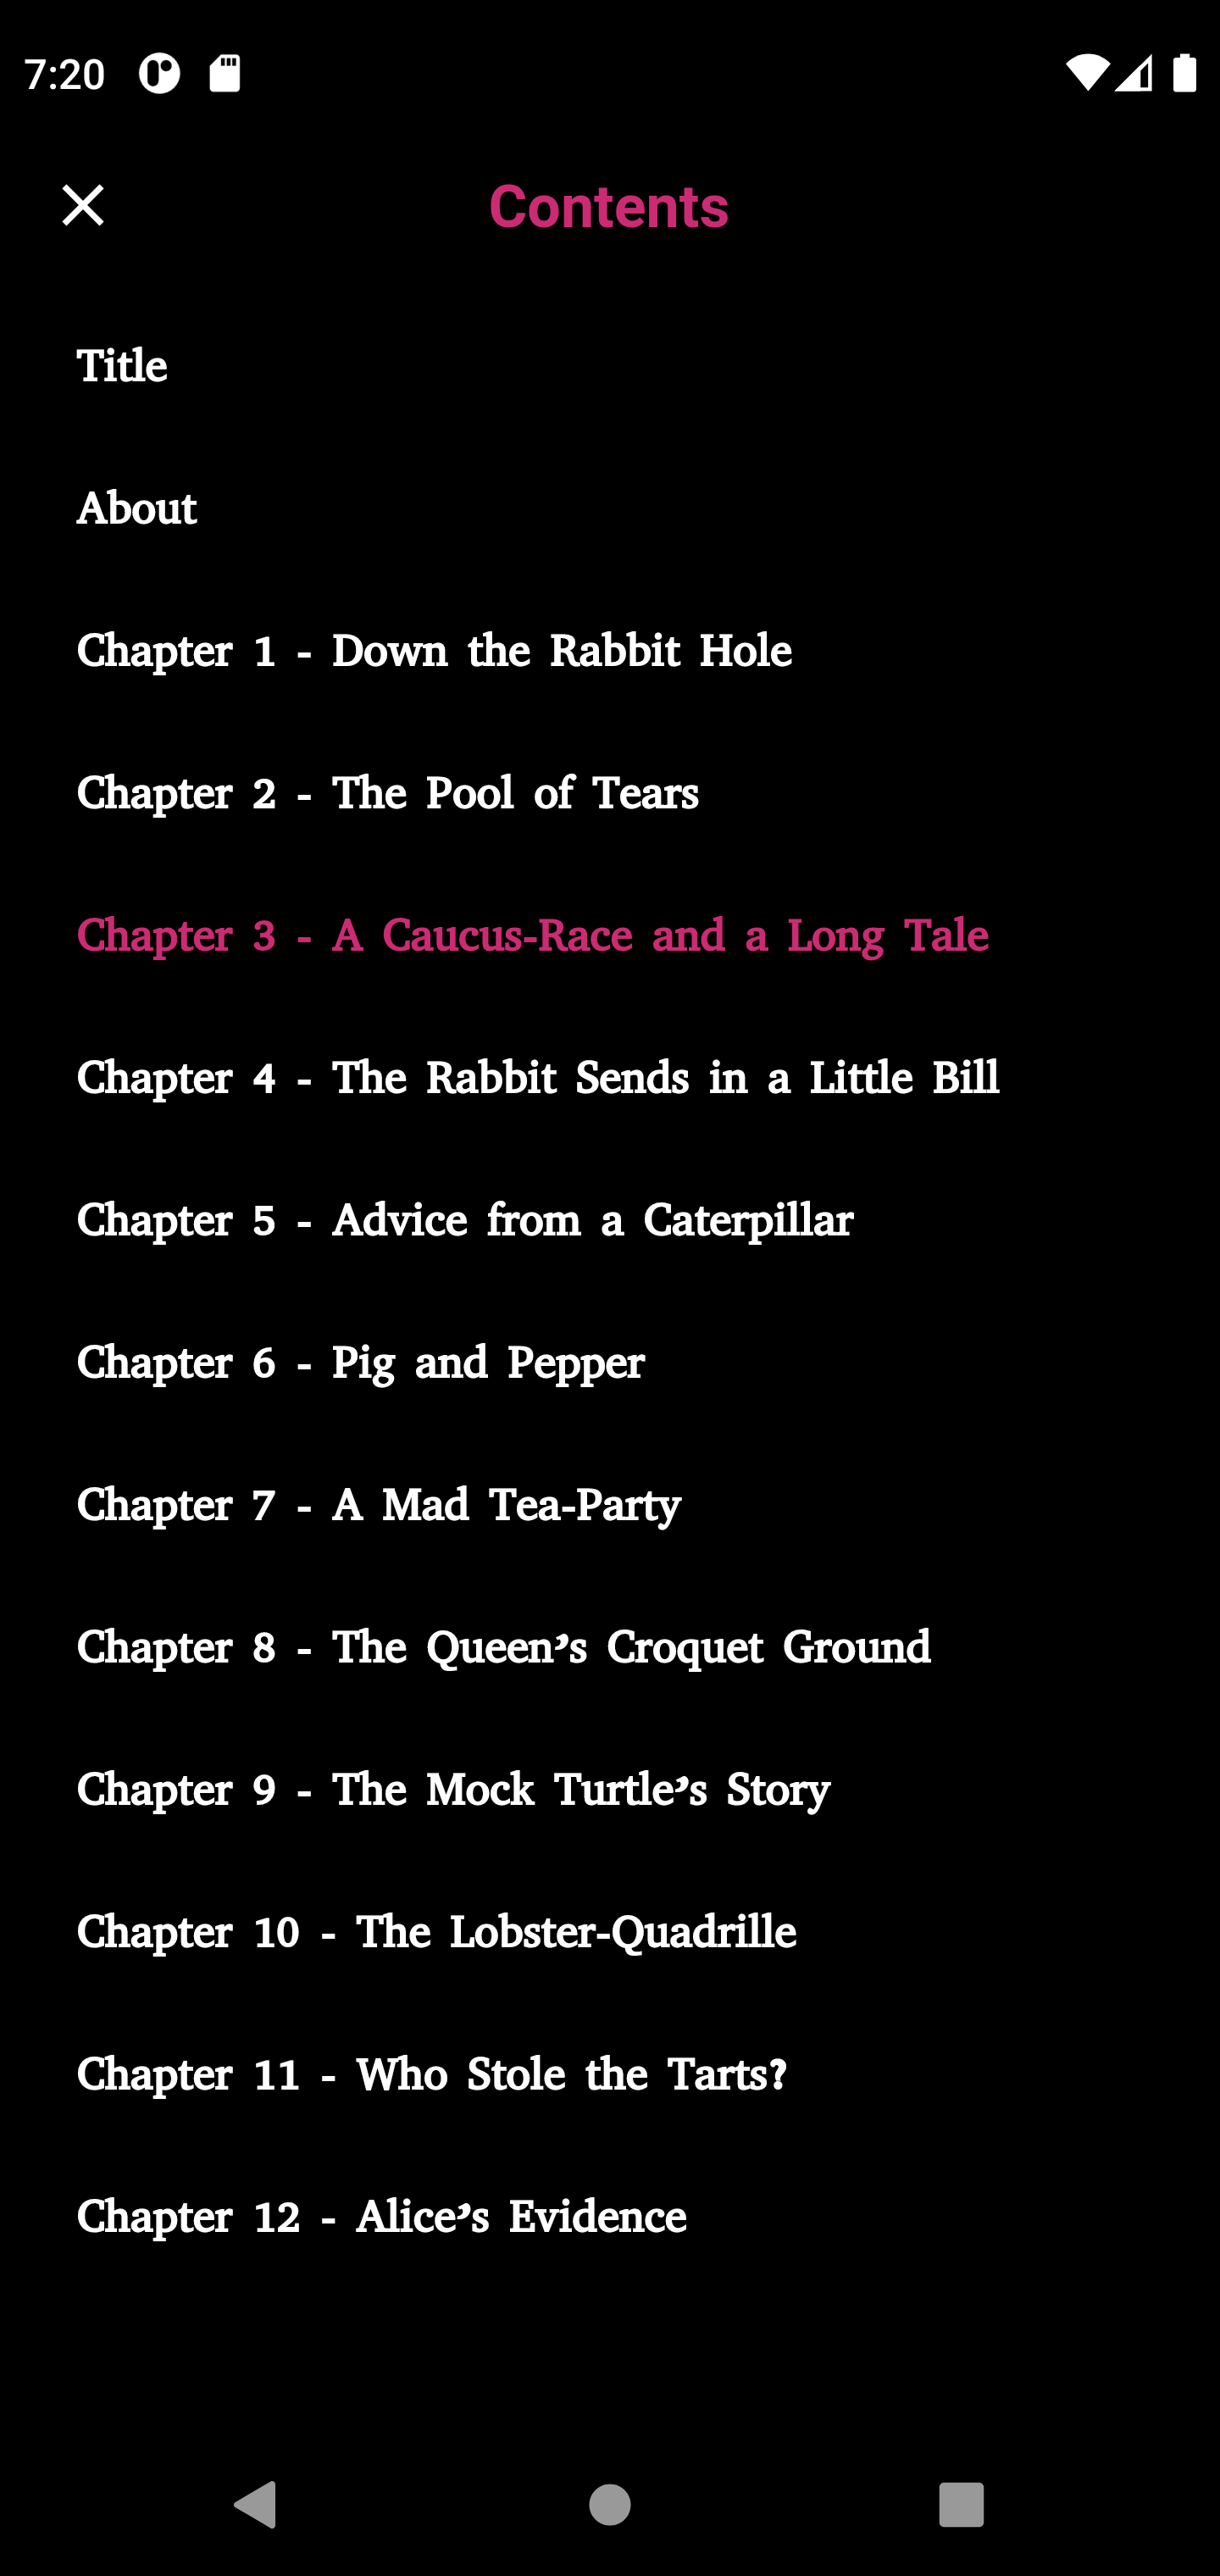 7:20
Contents
Title
About
Chapter 1 - Down the Rabbit Hole
Chapter 2 - The Pool of Tears
Chapter 3 - A Caucus-Race and a Long Tale
Chapter 4 - The Rabbit Sends in a Little Bill
Chapter 5 - Advice from a Caterpillar
Chapter 6 - Pig and Pepper
Chapter 7 - A Mad Tea-Party
Chapter 8 - The Queen’s Croquet Ground
Chapter 9 - The Mock Turtle’s Story
Chapter 10 - The Lobster-Quadrille
Chapter 11 - Who Stole the Tarts?
Chapter 12 - Alice’s Evidence